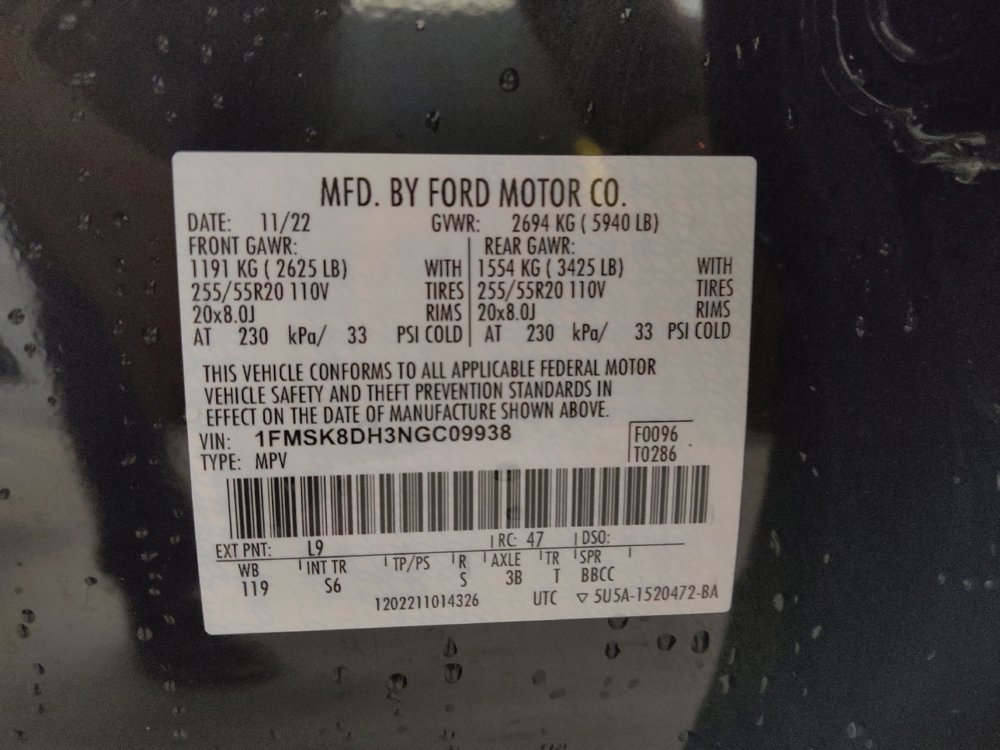 MFD. BY FORD MOTOR CO.
DATE: 11/22 GVWR: 2694 KG ( 5940 LB)
FRONT GAWR: REAR GAWR:
1191 KG ( 2625 LB) WITH 1554 KG ( 3425 LB) WITH
255/55R20 110V TIRES 255/55R20 110V TIRES
20x8.0J RIMS 20x8.0J RIMS
AT 230 kPa/ 33 PSI COLD AT 230 kPa/ 33 PSI COLD
THIS VEHICLE CONFORMS TO ALL APPLICABLE FEDERAL MOTOR
VEHICLE SAFETY AND THEFT PREVENTION STANDARDS IN
EFFECT ON THE DATE OF MANUFACTURE SHOWN ABOVE.
VIN: 1FMSK8DH3NGC09938 F0096
TYPE: MPV T0286
EXT PNT: L9 RC: 47 DSO:
WB INT TR TP/PS R AXLE TR SPR
119 S6 S 3B T BBCC
1202211014326 UTC ▽ 5U5A-1520472-BA